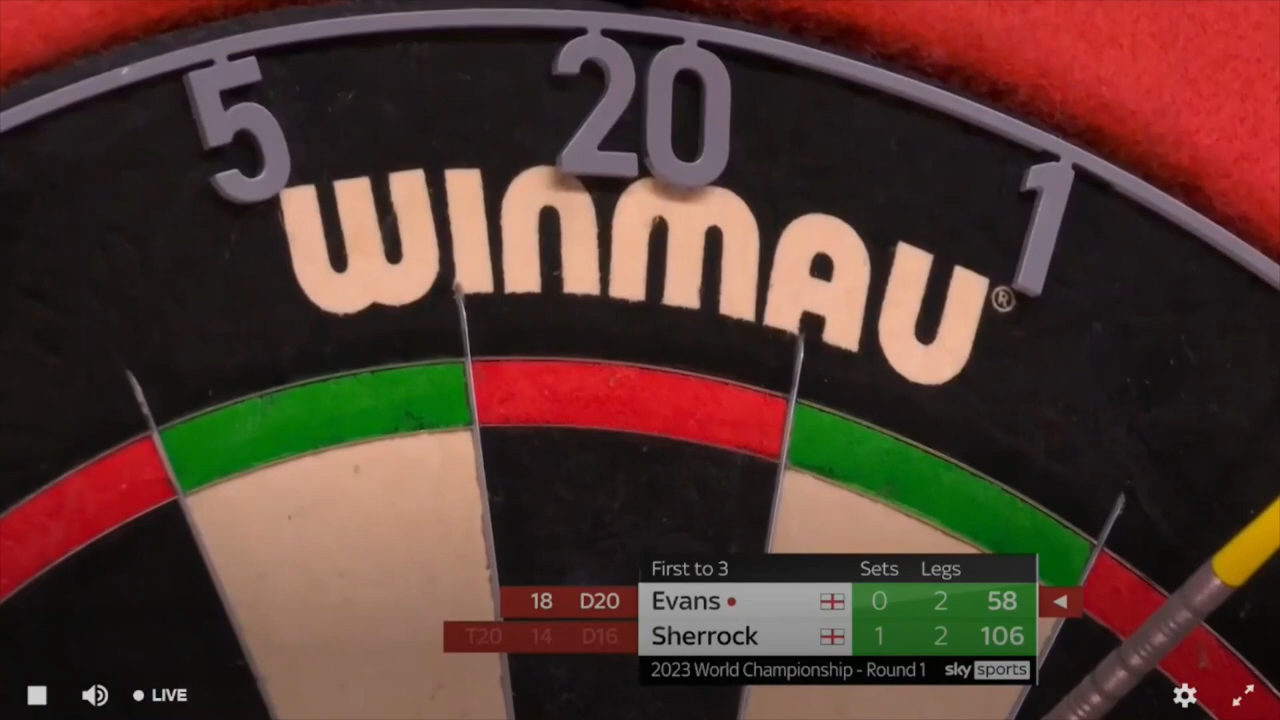 5 20 1
WINMAU®
First to 3 Sets Legs
18 D20 Evans 0 2 58
T20 14 D16 Sherrock 1 2 106
2023 World Championship - Round 1 sky sports
LIVE